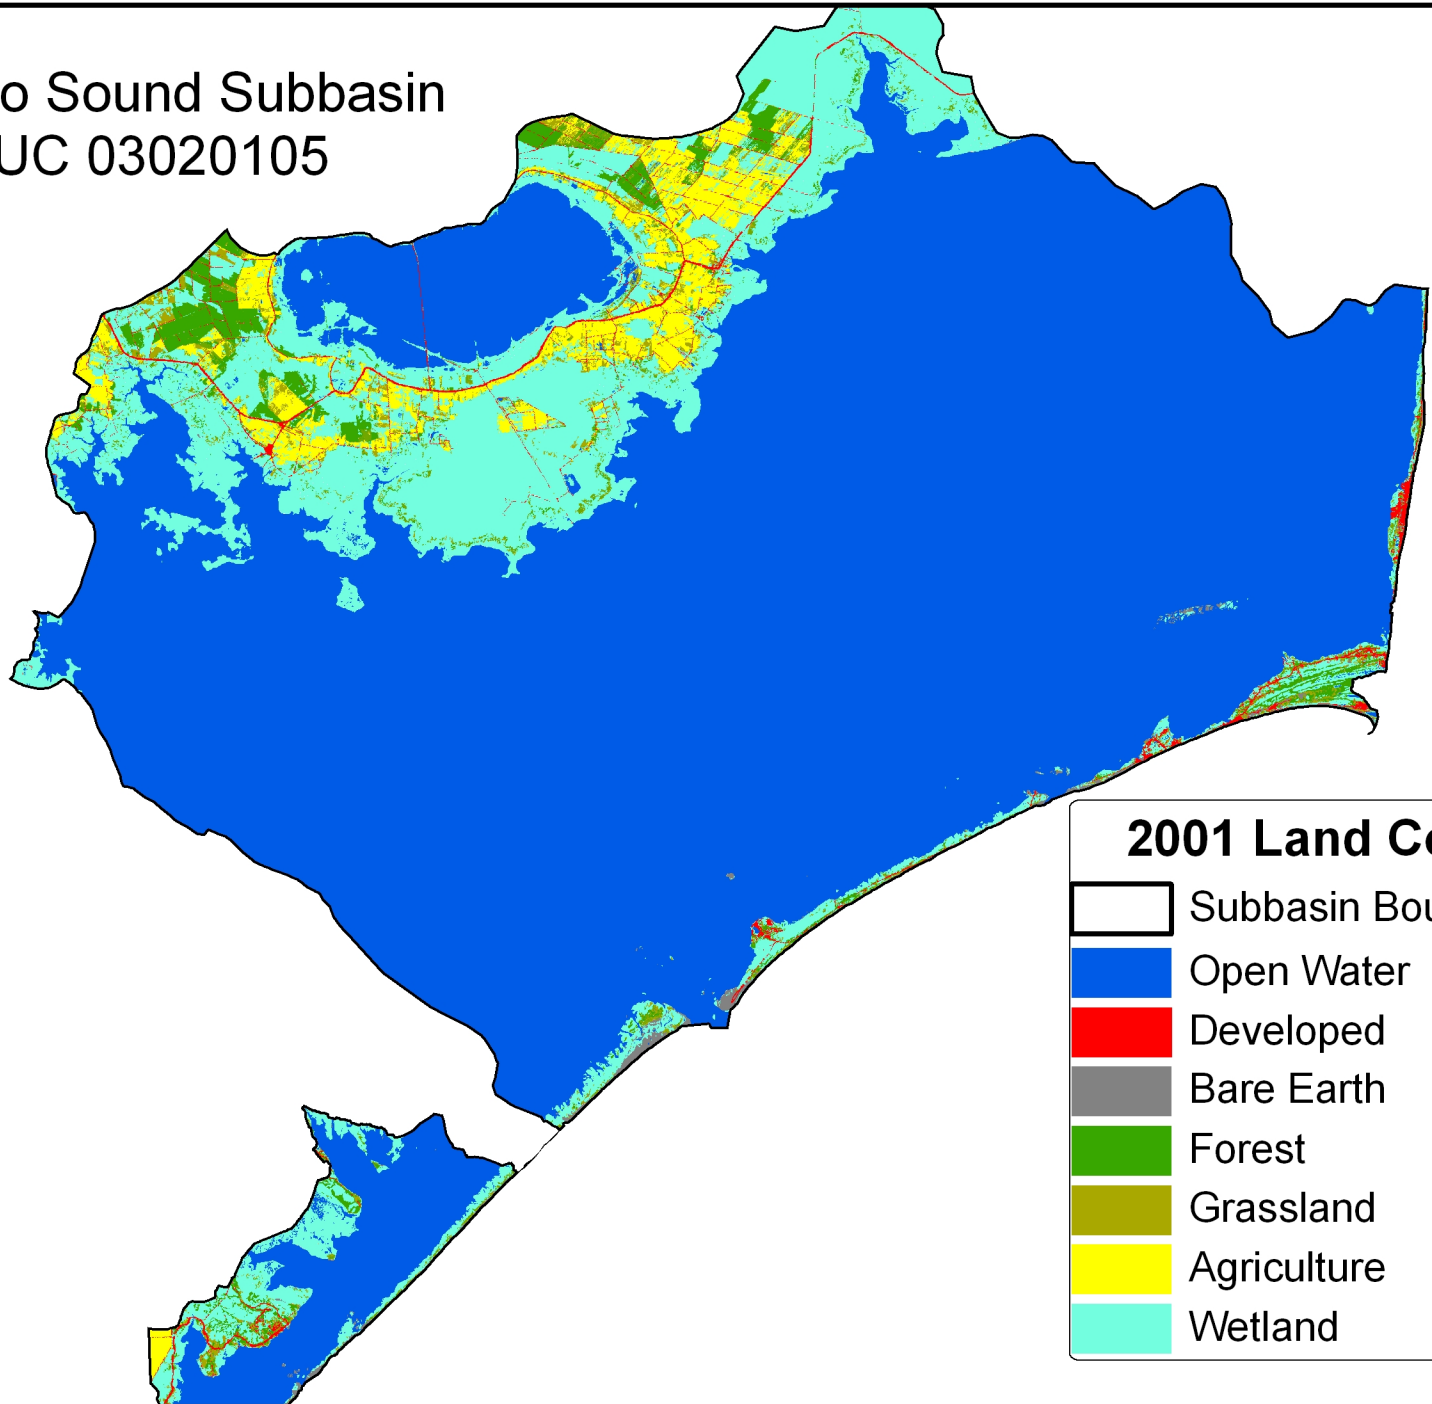 o Sound Subbasin
UC 03020105
2001 Land Co
Subbasin Bou
Open Water
Developed
Bare Earth
Forest
Grassland
Agriculture
Wetland